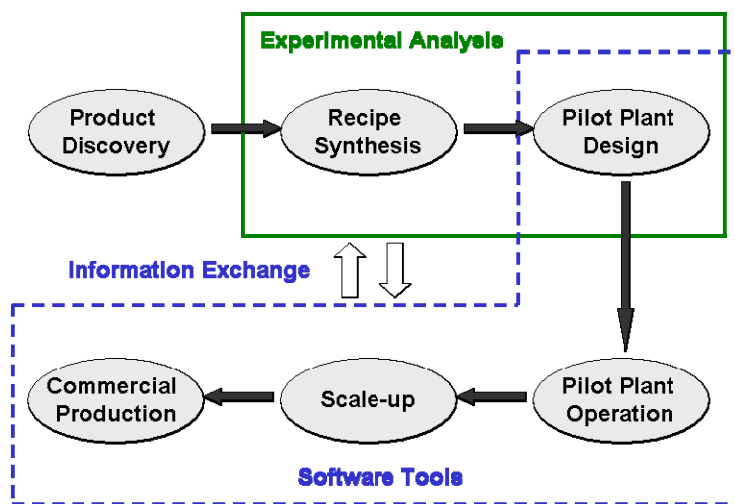 Experimental Analysis
Product
Discovery
Recipe
Synthesis
Pilot Plant
Design
Information Exchange
Commercial
Production
Scale-up
Pilot Plant
Operation
Software Tools